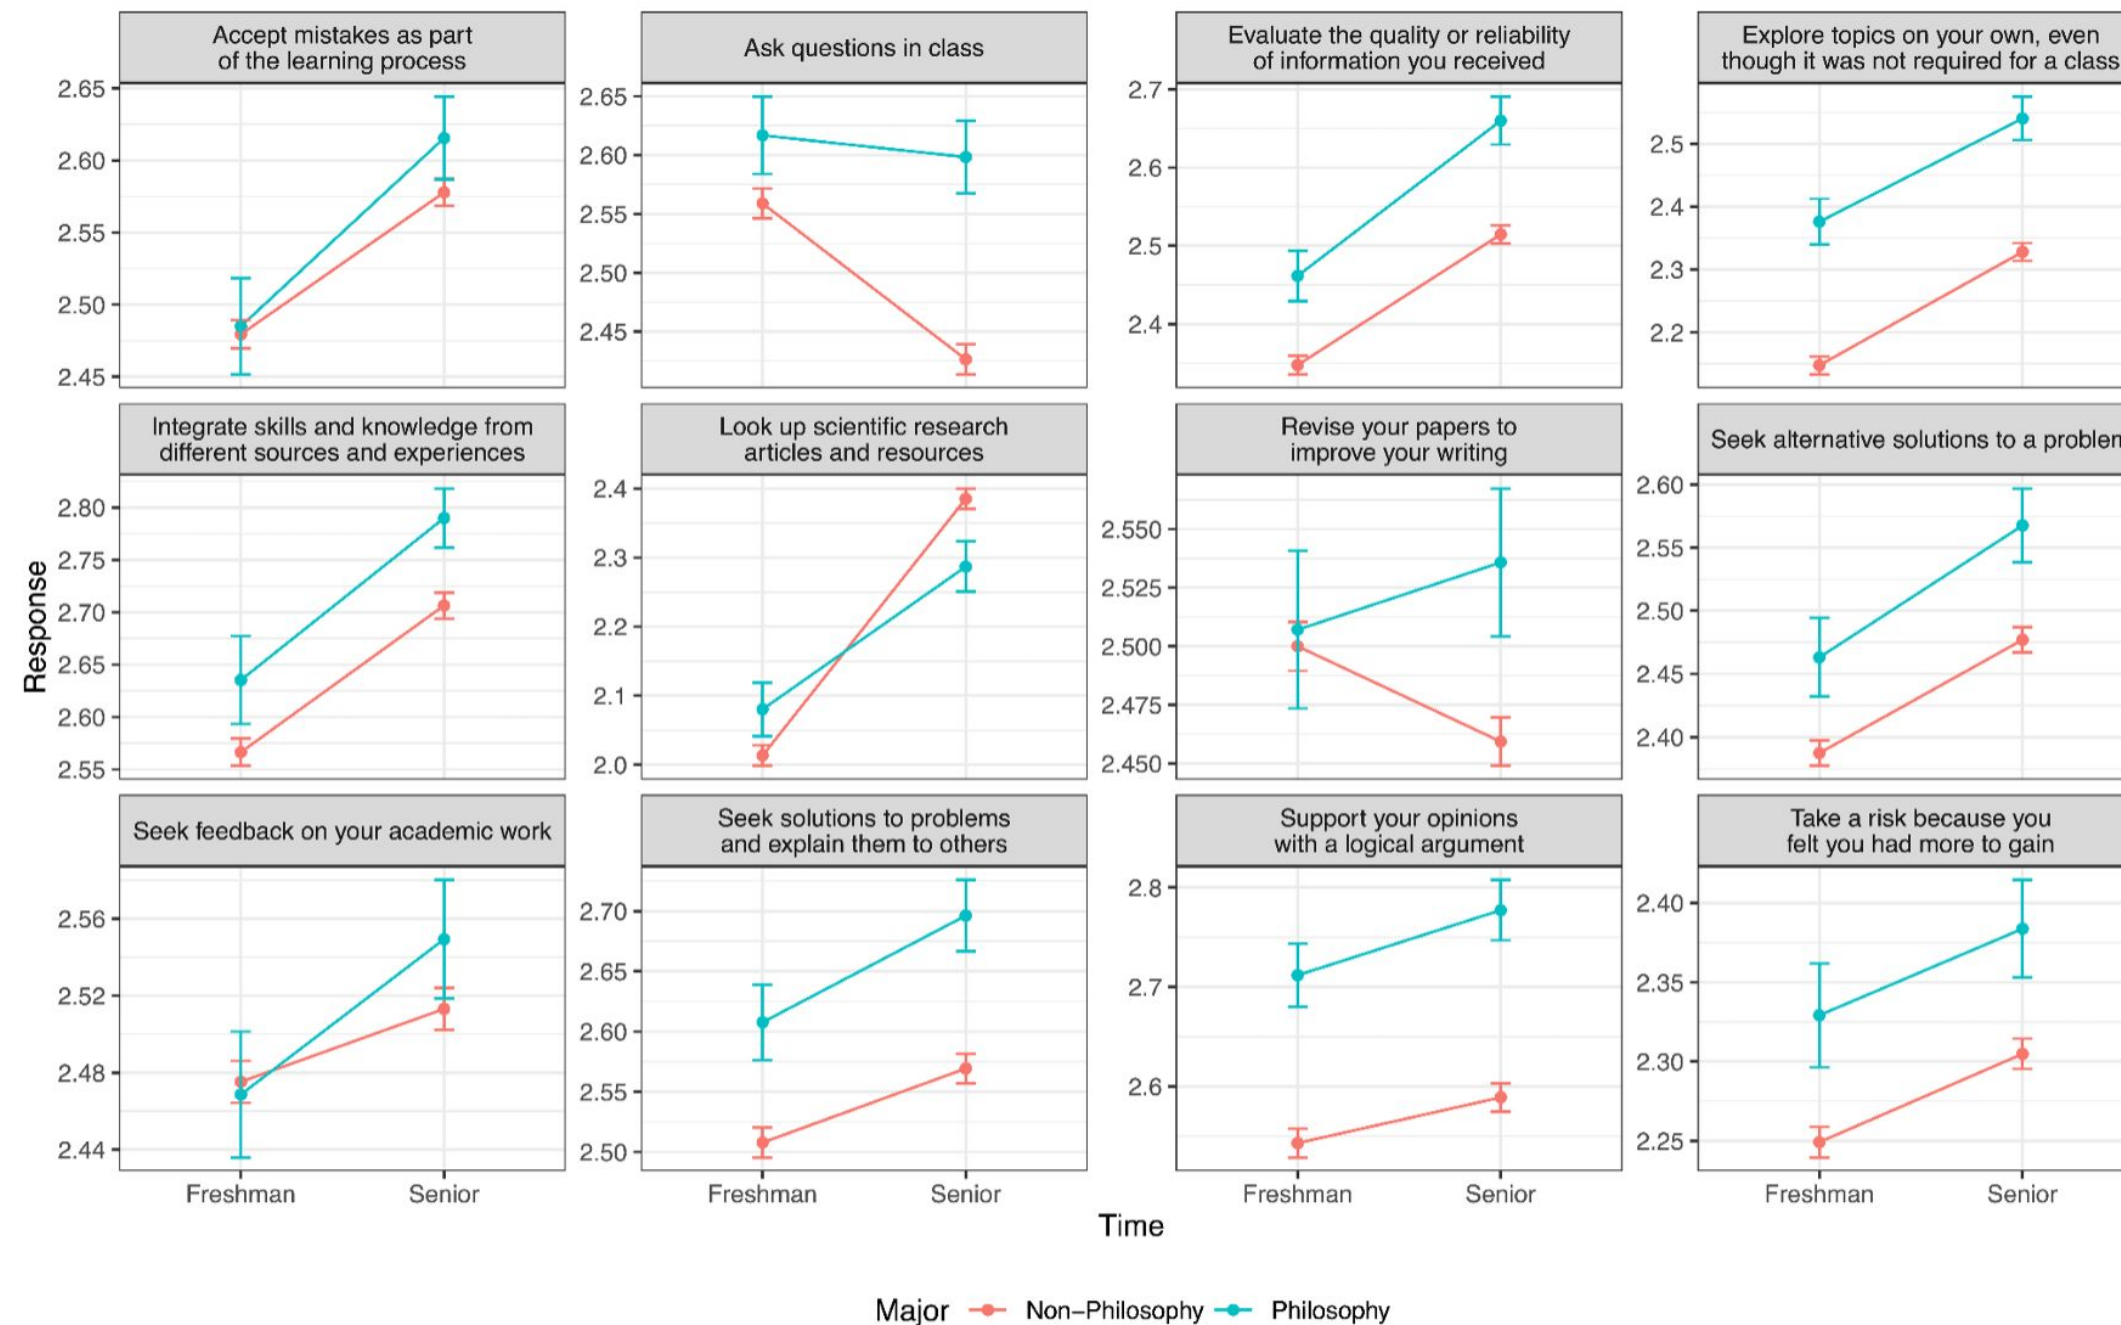 Accept mistakes as part
of the learning process
Ask questions in class
Evaluate the quality or reliability
of information you received
Explore topics on your own, even
though it was not required for a class
2.65
2.60
2.55
2.50
2.45
2.65
2.60
2.55
2.50
2.45
2.7
2.6
2.5
2.4
2.5
2.4
2.3
2.2
Integrate skills and knowledge from
different sources and experiences
Look up scientific research
articles and resources
Revise your papers to
improve your writing
Seek alternative solutions to a problem
Response
2.80
2.75
2.70
2.65
2.60
2.55
2.4
2.3
2.2
2.1
2.0
2.550
2.525
2.500
2.475
2.450
2.60
2.55
2.50
2.45
2.40
Seek feedback on your academic work
Seek solutions to problems
and explain them to others
Support your opinions
with a logical argument
Take a risk because you
felt you had more to gain
2.56
2.52
2.48
2.44
2.70
2.65
2.60
2.55
2.50
2.8
2.7
2.6
2.40
2.35
2.30
2.25
Freshman Senior
Freshman Senior
Freshman Senior
Freshman Senior
Time
Major Non–Philosophy Philosophy